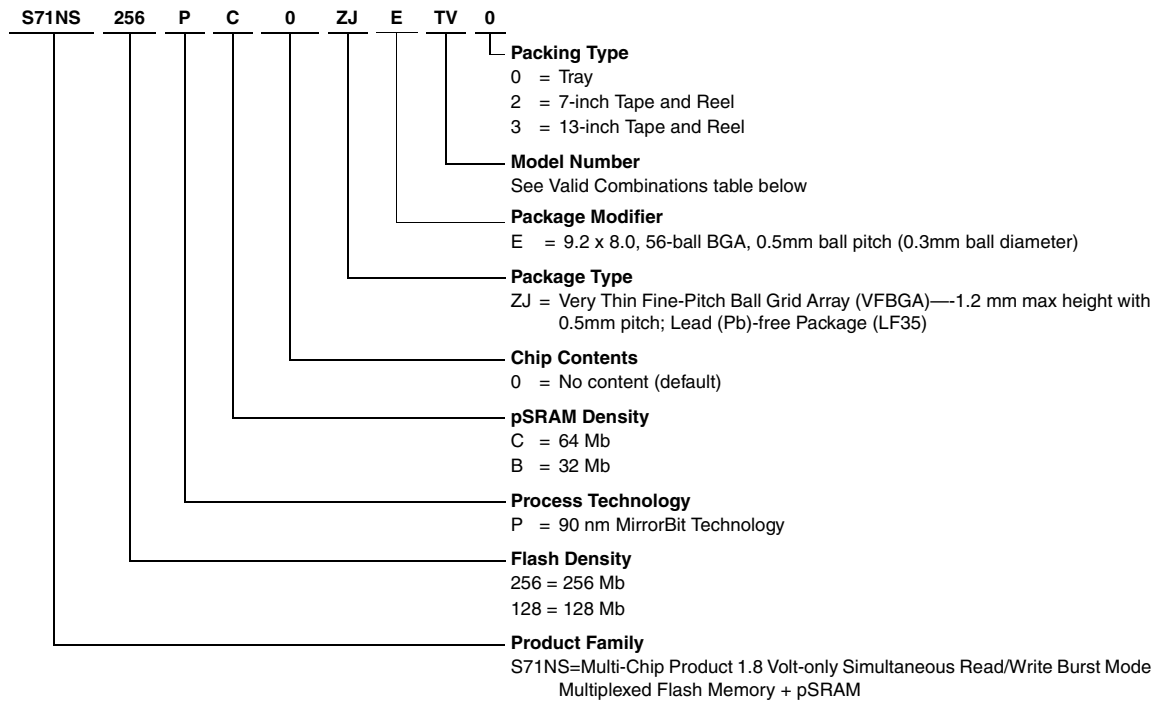 S71NS 256 P C 0 ZJ E TV 0
Packing Type
0 = Tray
2 = 7-inch Tape and Reel
3 = 13-inch Tape and Reel
Model Number
See Valid Combinations table below
Package Modifier
E = 9.2 x 8.0, 56-ball BGA, 0.5mm ball pitch (0.3mm ball diameter)
Package Type
ZJ = Very Thin Fine-Pitch Ball Grid Array (VFBGA)—-1.2 mm max height with
0.5mm pitch; Lead (Pb)-free Package (LF35)
Chip Contents
0 = No content (default)
pSRAM Density
C = 64 Mb
B = 32 Mb
Process Technology
P = 90 nm MirrorBit Technology
Flash Density
256 = 256 Mb
128 = 128 Mb
Product Family
S71NS=Multi-Chip Product 1.8 Volt-only Simultaneous Read/Write Burst Mode
Multiplexed Flash Memory + pSRAM